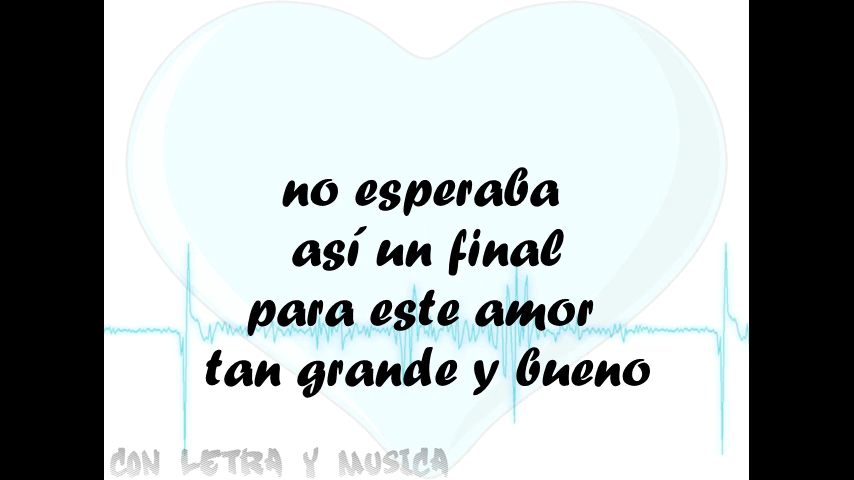 no esperaba
así un final
para este amor
tan grande y bueno
CON LETRA Y MUSICA